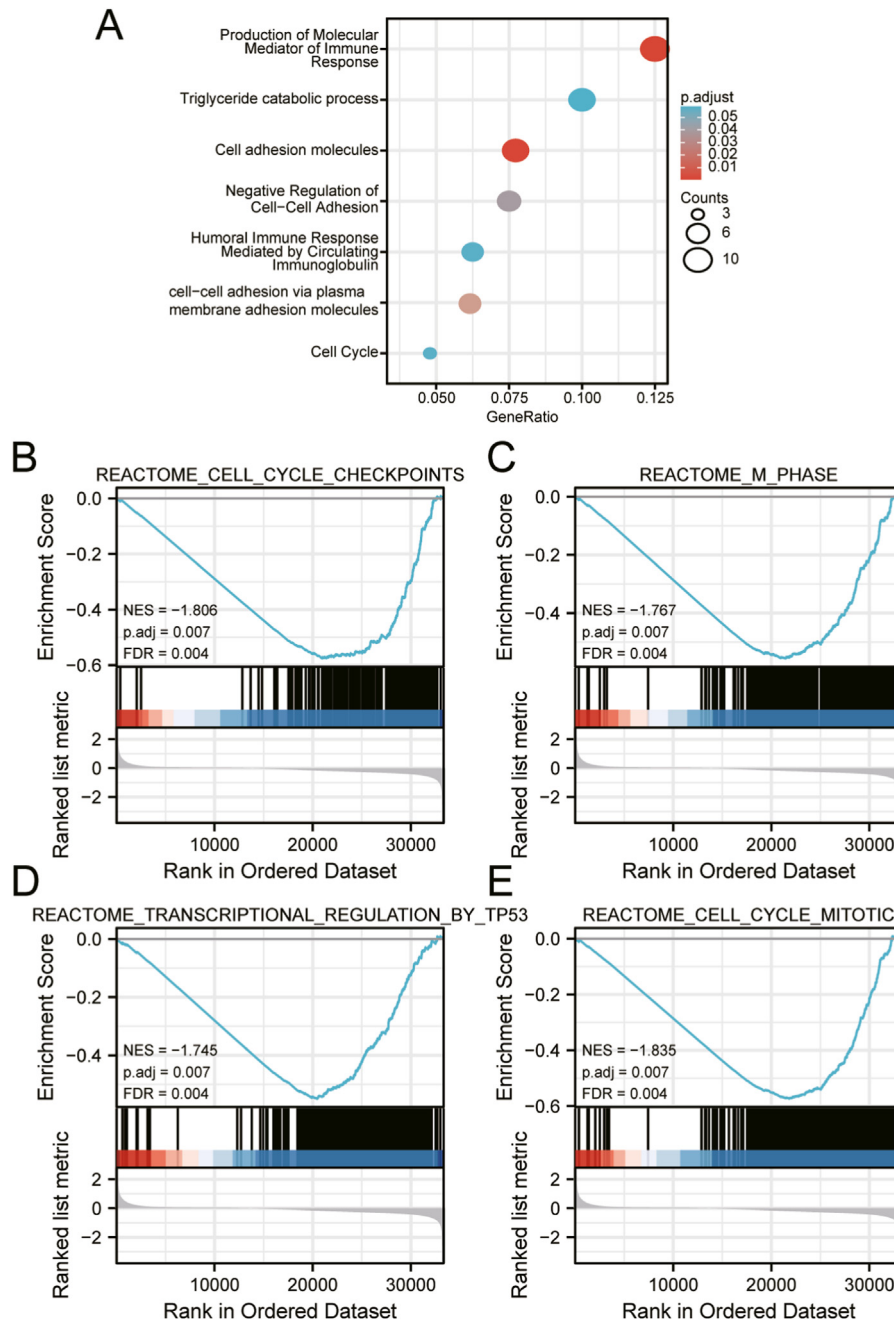 A
Production of Molecular
Mediator of Immune
Response
Triglyceride catabolic process
Cell adhesion molecules
Negative Regulation of
Cell−Cell Adhesion
Humoral Immune Response
Mediated by Circulating
Immunoglobulin
cell−cell adhesion via plasma
membrane adhesion molecules
Cell Cycle
0.050 0.075 0.100 0.125
GeneRatio
p.adjust
0.05
0.04
0.03
0.02
0.01
Counts
3
6
10
B
REACTOME_CELL_CYCLE_CHECKPOINTS
Enrichment Score
0.0
−0.2
−0.4
−0.6
NES = −1.806
p.adj = 0.007
FDR = 0.004
Ranked list metric
2
0
−2
10000 20000 30000
Rank in Ordered Dataset
C
REACTOME_M_PHASE
Enrichment Score
0.0
−0.2
−0.4
NES = −1.767
p.adj = 0.007
FDR = 0.004
Ranked list metric
2
0
−2
10000 20000 30000
Rank in Ordered Dataset
D
REACTOME_TRANSCRIPTIONAL_REGULATION_BY_TP53
Enrichment Score
0.0
−0.2
−0.4
NES = −1.745
p.adj = 0.007
FDR = 0.004
Ranked list metric
2
0
−2
10000 20000 30000
Rank in Ordered Dataset
E
REACTOME_CELL_CYCLE_MITOTIC
Enrichment Score
0.0
−0.2
−0.4
−0.6
NES = −1.835
p.adj = 0.007
FDR = 0.004
Ranked list metric
2
0
−2
10000 20000 30000
Rank in Ordered Dataset